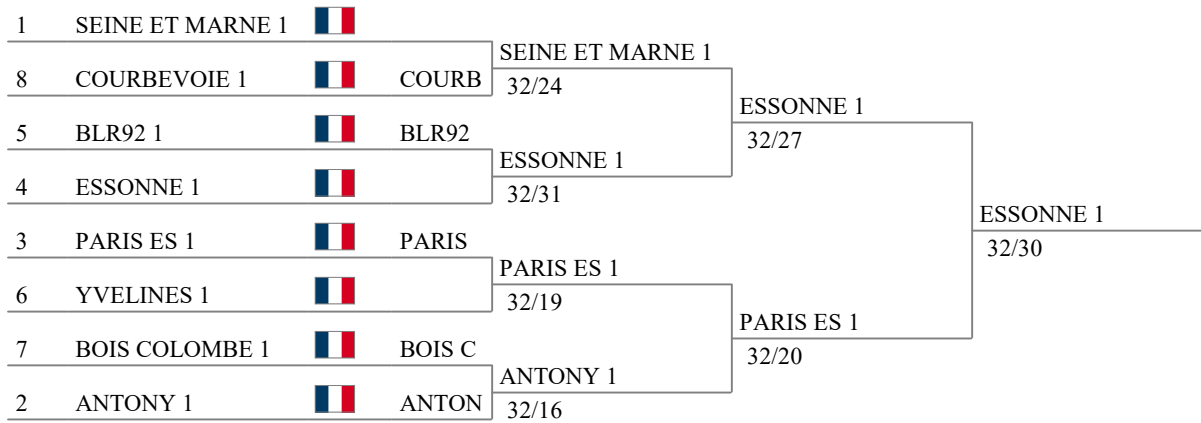 1 SEINE ET MARNE 1
SEINE ET MARNE 1
8 COURBEVOIE 1 COURB
32/24
ESSONNE 1
5 BLR92 1 BLR92
32/27
ESSONNE 1
4 ESSONNE 1
32/31
ESSONNE 1
3 PARIS ES 1 PARIS
32/30
PARIS ES 1
6 YVELINES 1
32/19
PARIS ES 1
7 BOIS COLOMBE 1 BOIS C
32/20
ANTONY 1
2 ANTONY 1 ANTON
32/16